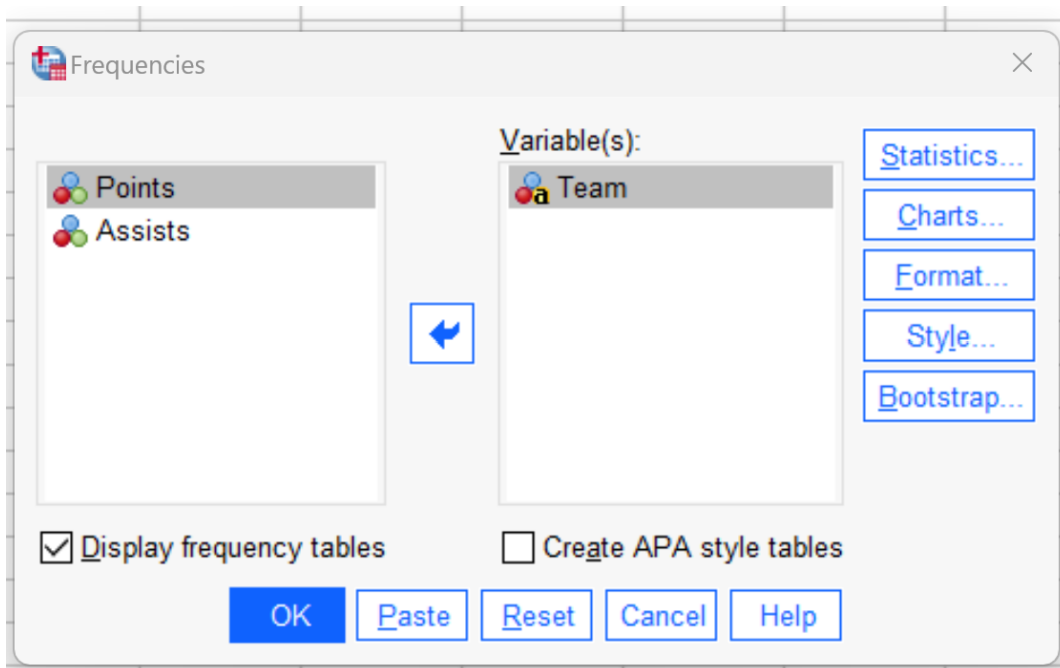 Frequencies
Variable(s):
Points
Assists
a Team
Statistics...
Charts...
Format...
Style...
Bootstrap...
Display frequency tables
Create APA style tables
OK
Paste
Reset
Cancel
Help